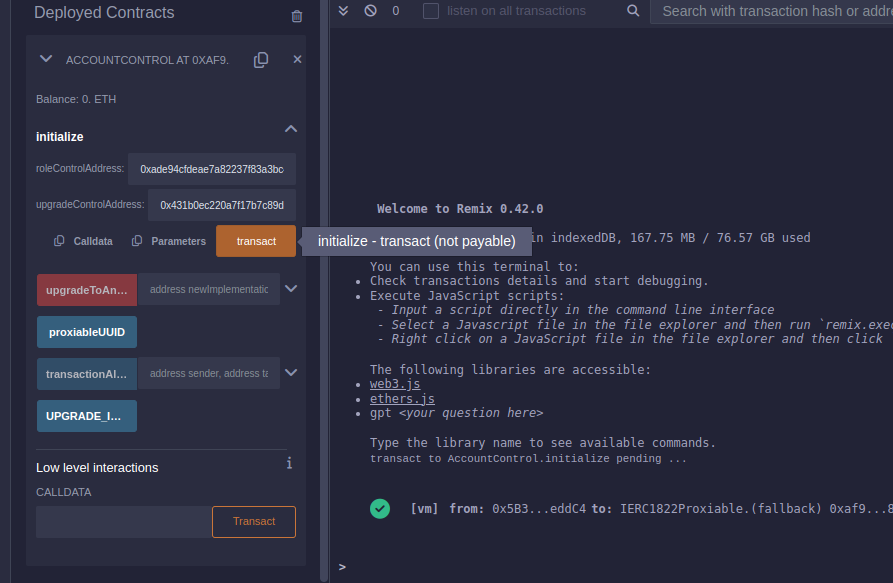 Deployed Contracts
ACCOUNTCONTROL AT 0XAF9.
Balance: 0. ETH
initialize
roleControlAddress: 0xade94cfdeae7a82237f83a3bc
upgradeControlAddress: 0x431b0ec220a7f17b7c89d
Calldata Parameters transact
initialize - transact (not payable)
upgradeToAn... address newImplementatic
proxiableUUID
transactionAl... address sender, address ta
UPGRADE_I...
Low level interactions
CALLDATA
Transact
0 listen on all transactions Search with transaction hash or addre
Welcome to Remix 0.42.0
in indexedDB, 167.75 MB / 76.57 GB used
You can use this terminal to:
• Check transactions details and start debugging.
• Execute JavaScript scripts:
- Input a script directly in the command line interface
- Select a Javascript file in the file explorer and then run `remix.exec
- Right click on a JavaScript file in the file explorer and then click
The following libraries are accessible:
• web3.js
• ethers.js
• gpt <your question here>
Type the library name to see available commands.
transact to AccountControl.initialize pending ...
[vm] from: 0x5B3...eddC4 to: IERC1822Proxiable.(fallback) 0xaf9...8
>